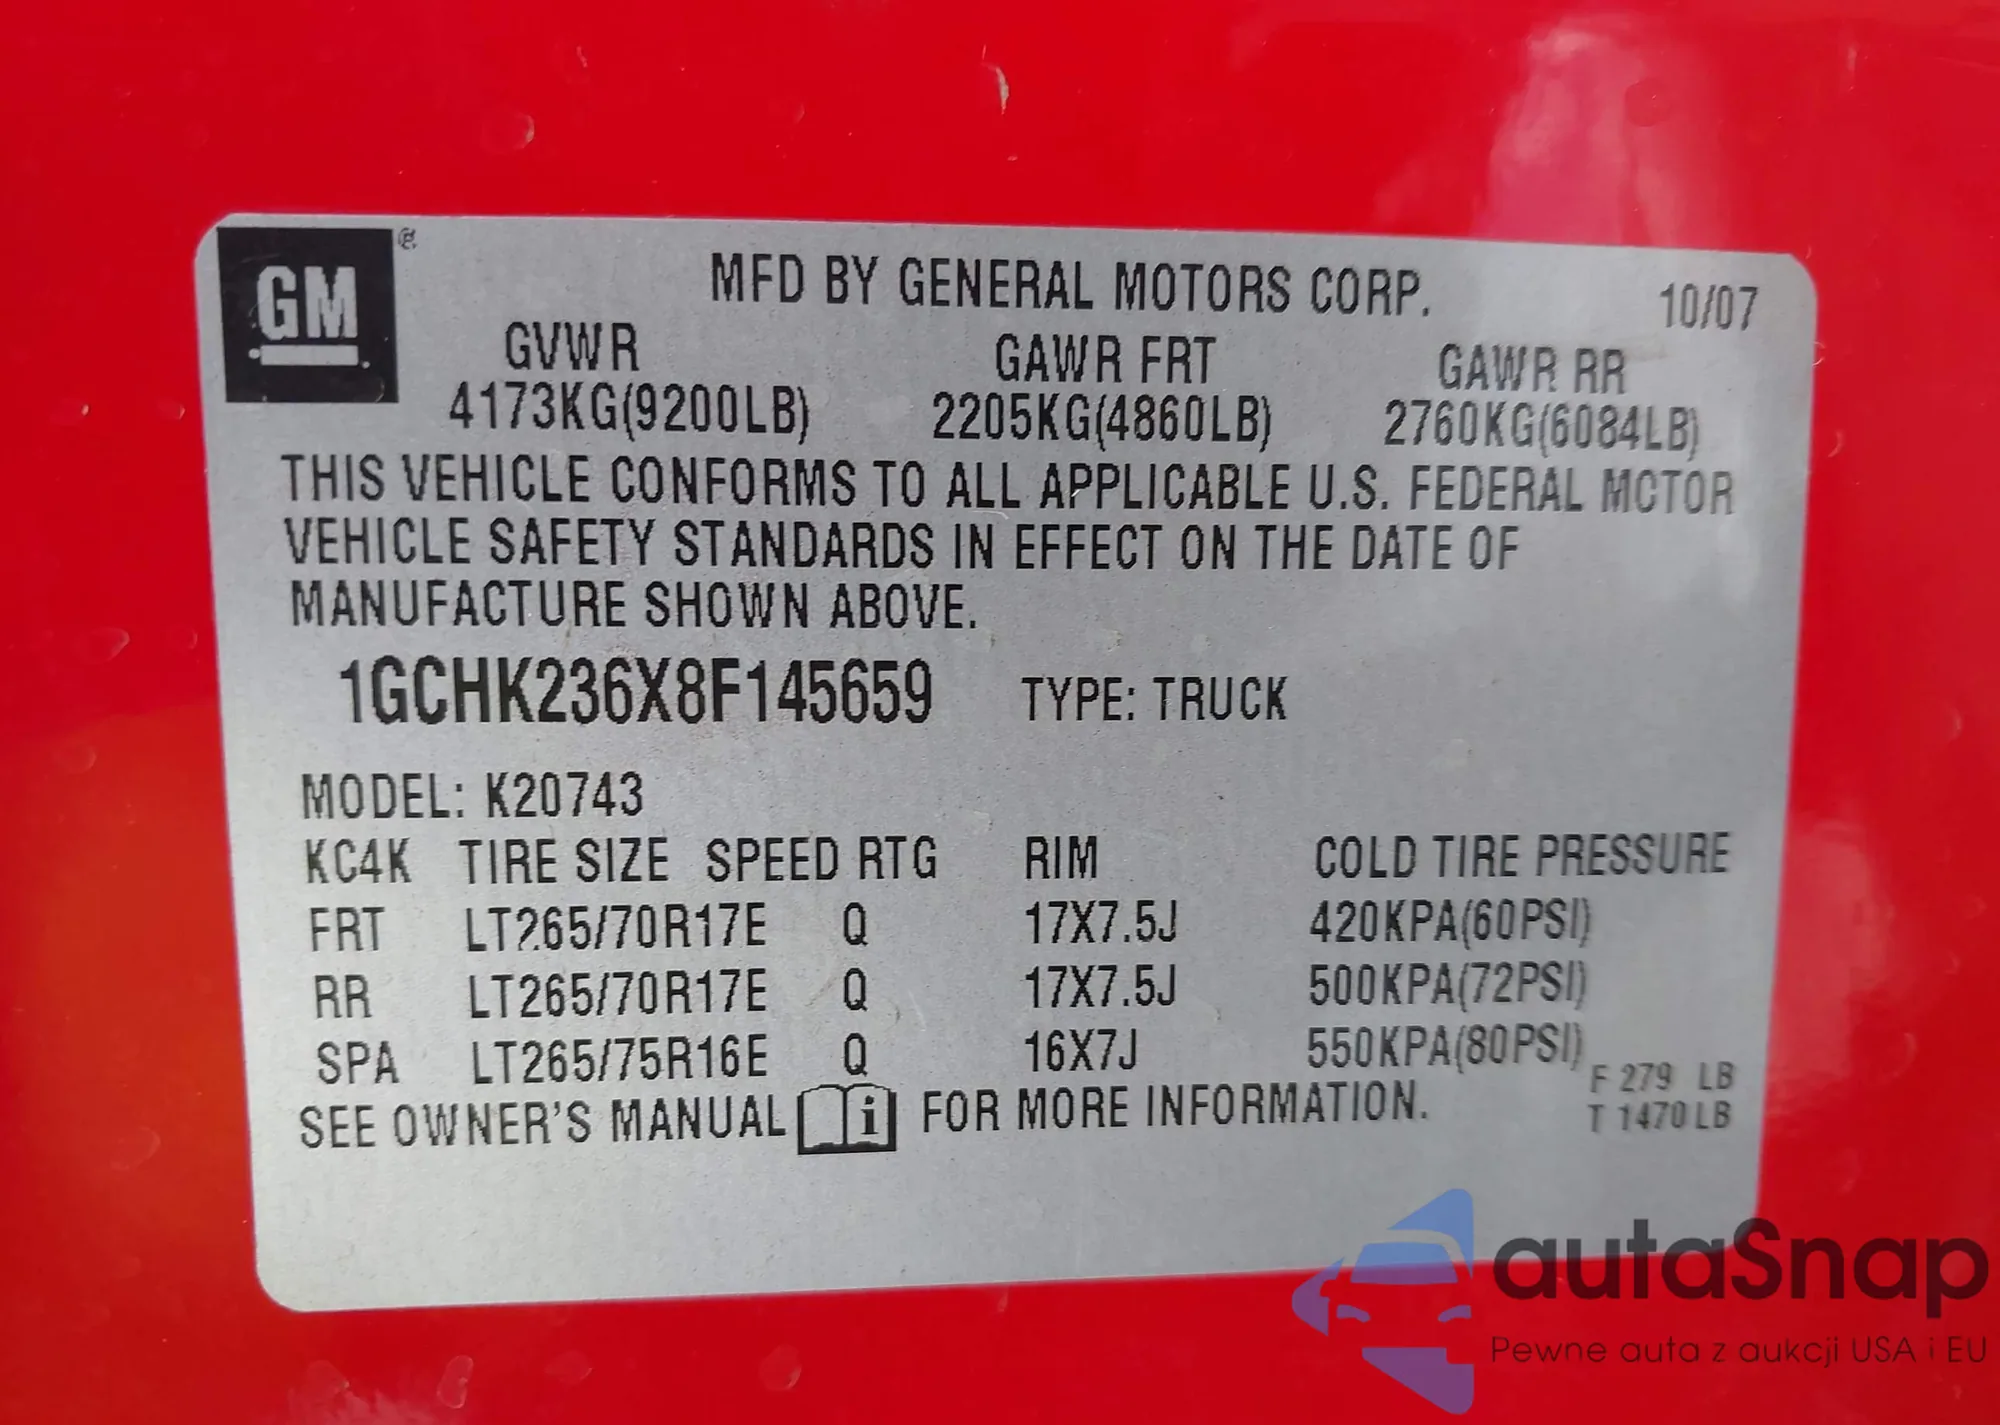 GM
MFD BY GENERAL MOTORS CORP. 10/07
GVWR GAWR FRT GAWR RR
4173KG(9200LB) 2205KG(4860LB) 2760KG(6084LB)
THIS VEHICLE CONFORMS TO ALL APPLICABLE U.S. FEDERAL MOTOR
VEHICLE SAFETY STANDARDS IN EFFECT ON THE DATE OF
MANUFACTURE SHOWN ABOVE.
1GCHK236X8F145659 TYPE: TRUCK
MODEL: K20743
KC4K TIRE SIZE SPEED RTG RIM COLD TIRE PRESSURE
FRT LT265/70R17E Q 17X7.5J 420KPA(60PSI)
RR LT265/70R17E Q 17X7.5J 500KPA(72PSI)
SPA LT265/75R16E Q 16X7J 550KPA(80PSI)
F 279 LB
T 1470LB
SEE OWNER'S MANUAL i FOR MORE INFORMATION.
autaSnap
Pewne auta z aukcji USA i EU